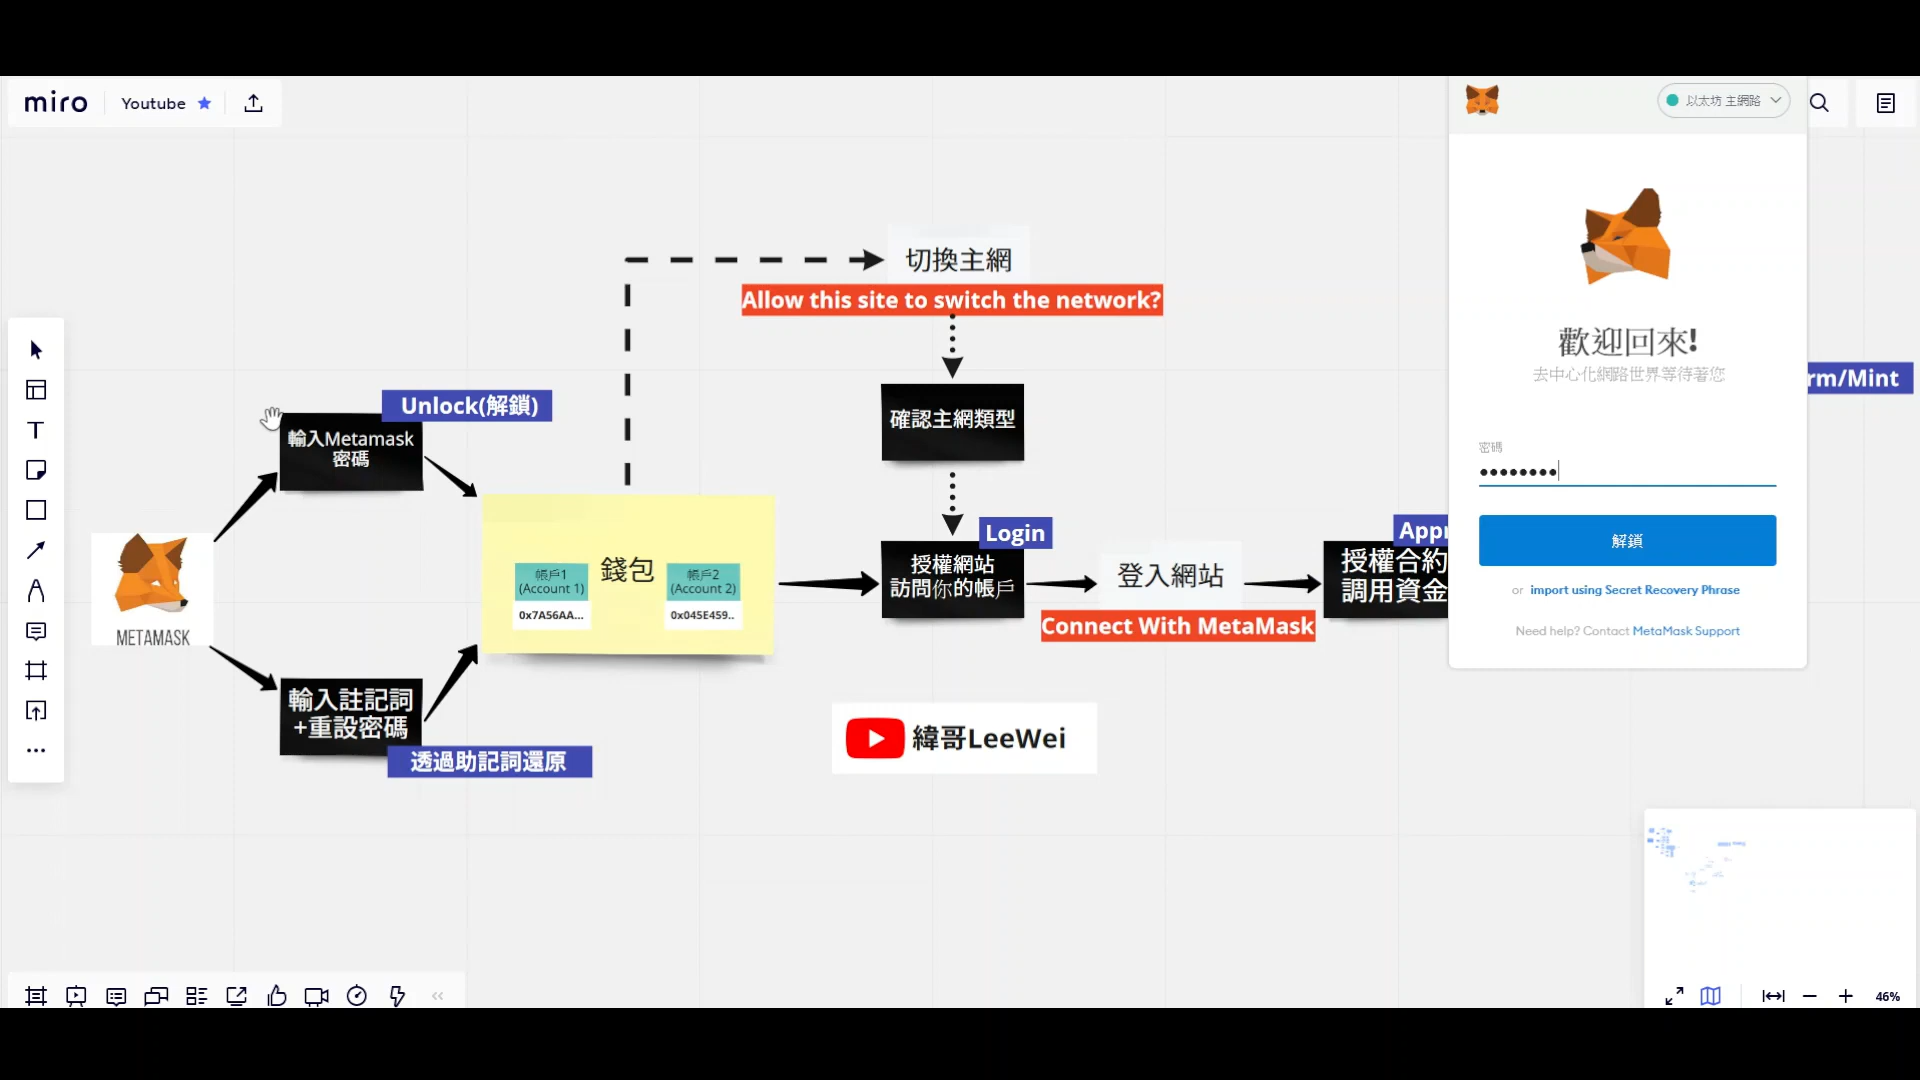 miro
Youtube
以太坊 主網路
切換主網
Allow this site to switch the network?
歡迎回來!
去中心化網路世界等待著您
rm/Mint
Unlock(解鎖)
輸入Metamask
密碼
確認主網類型
密碼
Login
Appr
解鎖
錢包
帳戶1
(Account 1)
0x7A56AA...
帳戶2
(Account 2)
0x045E459..
授權網站
訪問你的帳戶
登入網站
授權合約
調用資金
or import using Secret Recovery Phrase
Connect With MetaMask
Need help? Contact MetaMask Support
METAMASK
輸入註記詞
+重設密碼
透過助記詞還原
緯哥LeeWei
46%